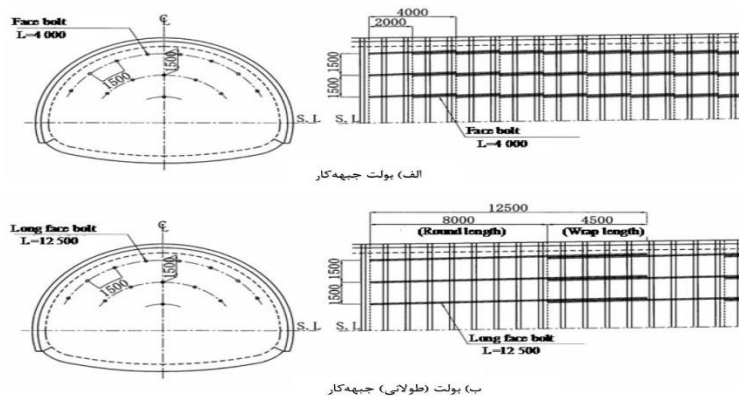 ℄
Face bolt
L=4 000
1500
1500
S. L
4000
2000
1500
1500
S. L
Face bolt
L=4 000
الف) بولت جبهه‌کار
℄
Long face bolt
L=12 500
1500
1500
S. L
12500
8000
4500
(Round length)
(Wrap length)
1500
1500
S. L
Long face bolt
L=12 500
ب) بولت (طولانی) جبهه‌کار